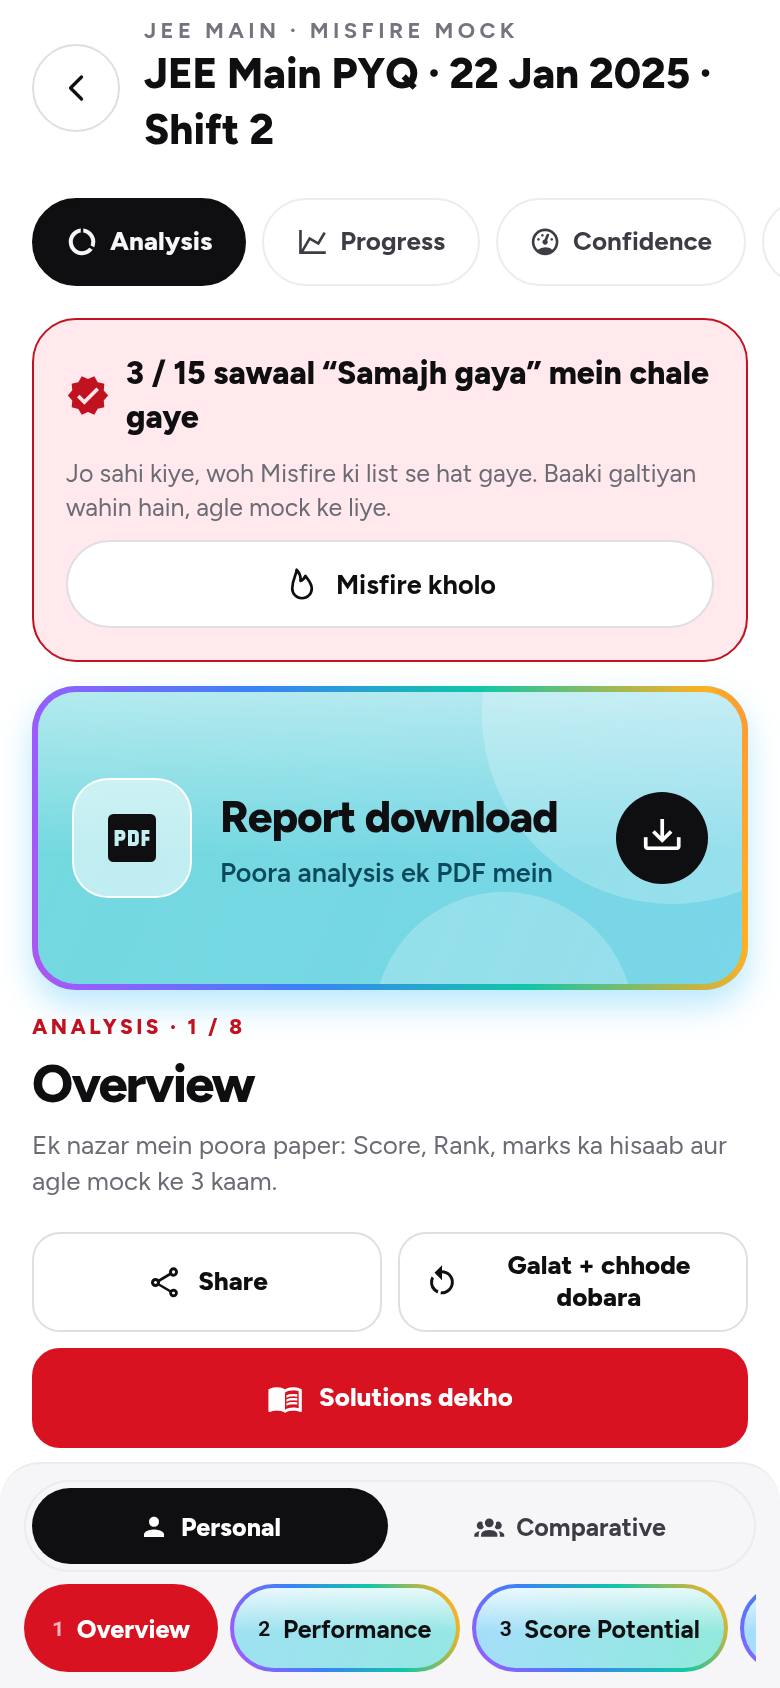 JEE MAIN · MISFIRE MOCK
JEE Main PYQ · 22 Jan 2025 ·
Shift 2
Analysis
Progress
Confidence
3 / 15 sawaal “Samajh gaya” mein chale
gaye
Jo sahi kiye, woh Misfire ki list se hat gaye. Baaki galtiyan
wahin hain, agle mock ke liye.
Misfire kholo
PDF
Report download
Poora analysis ek PDF mein
ANALYSIS · 1 / 8
Overview
Ek nazar mein poora paper: Score, Rank, marks ka hisaab aur
agle mock ke 3 kaam.
Share
Galat + chhode
dobara
Solutions dekho
Personal
Comparative
1 Overview
2 Performance
3 Score Potential